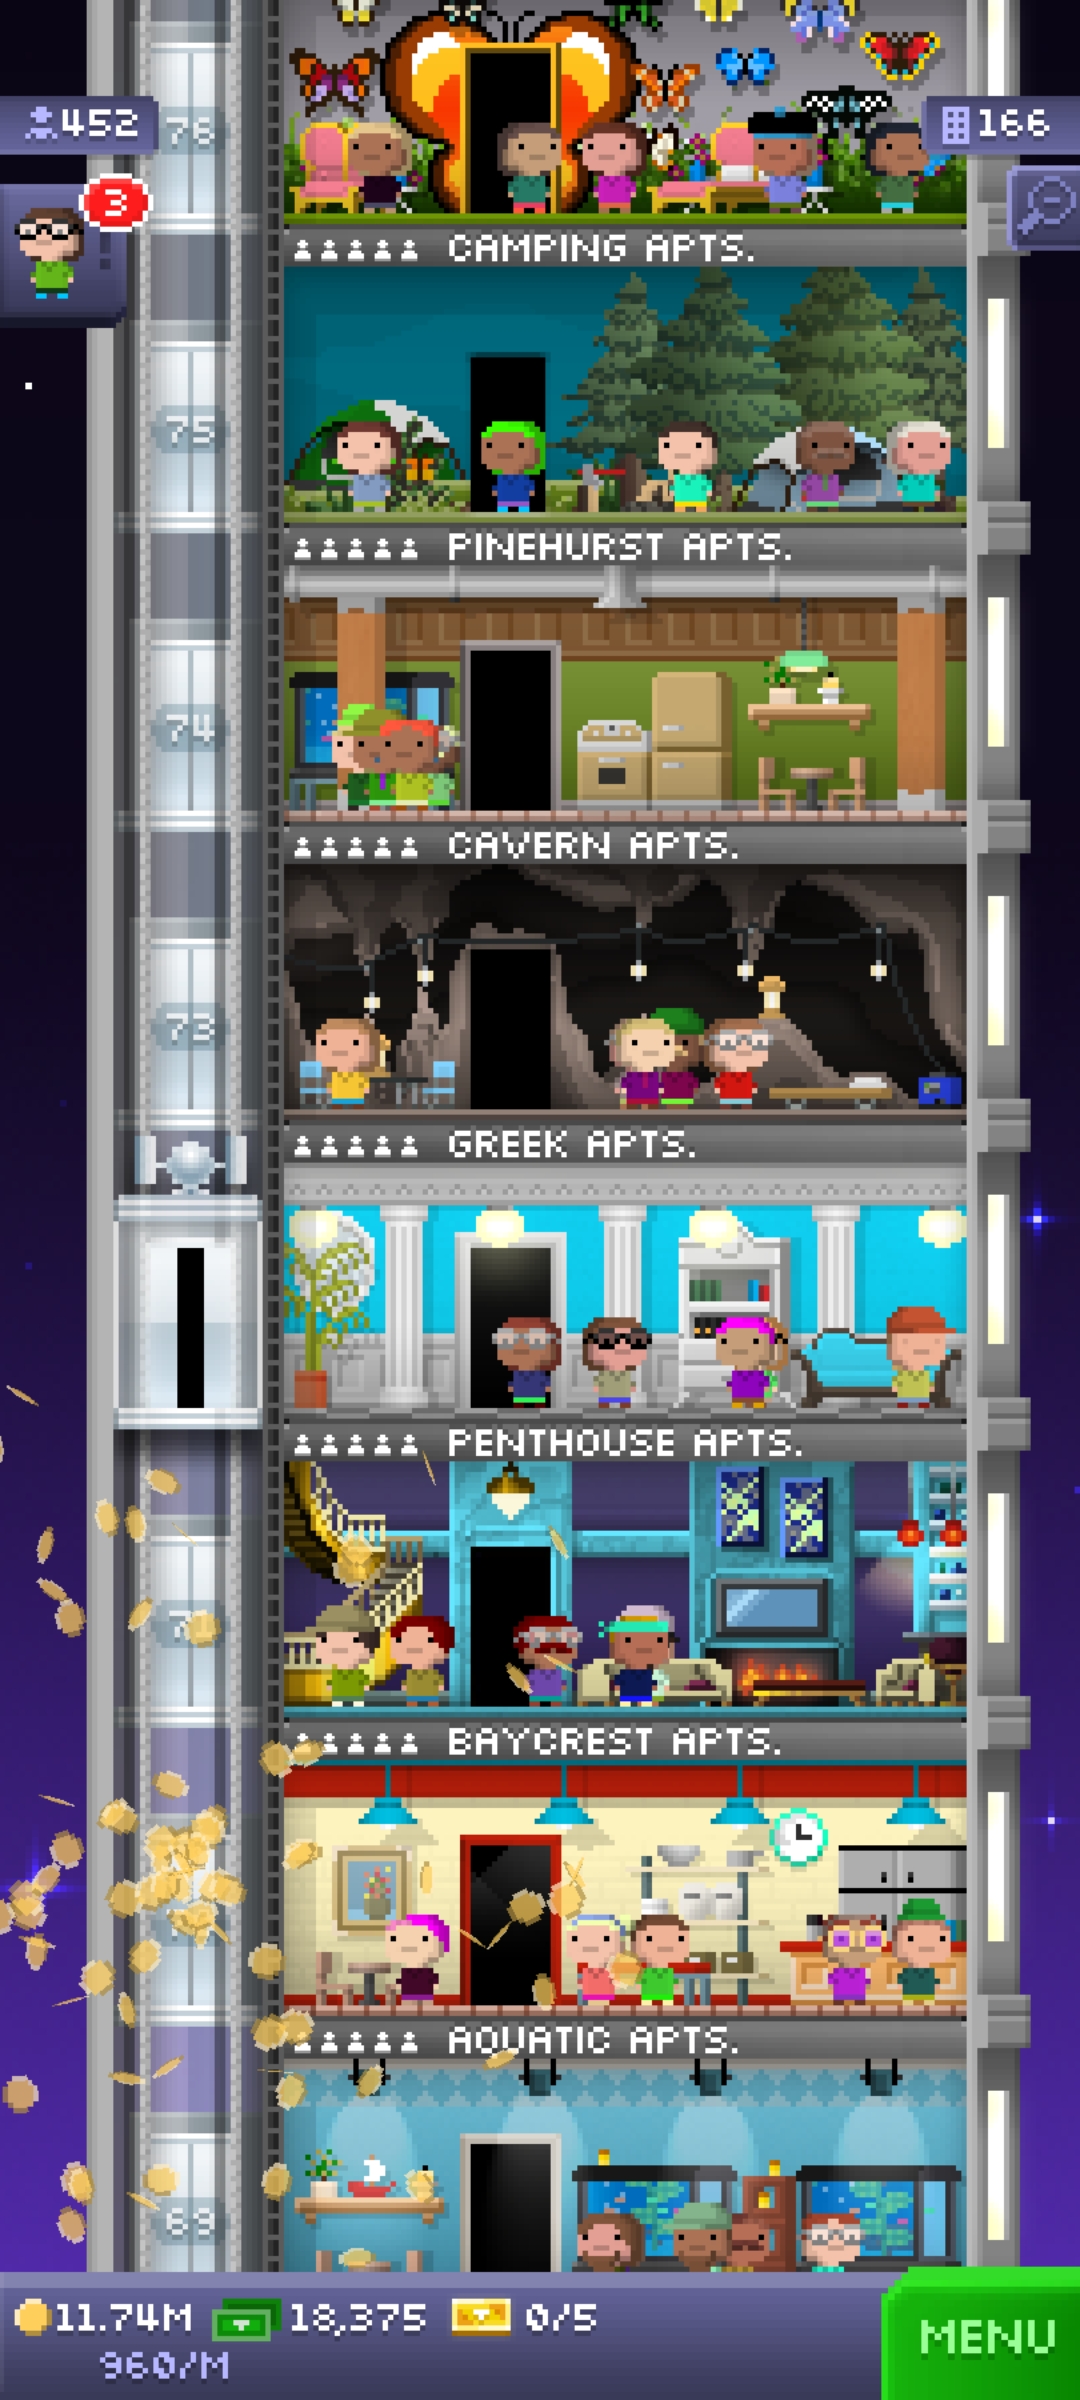 452
166
76
3
CAMPING APTS.
75
PINEHURST APTS.
74
CAVERN APTS.
73
GREEK APTS.
PENTHOUSE APTS.
BAYCREST APTS.
AQUATIC APTS.
69
11.74M 18,375 0/5
960/M
MENU